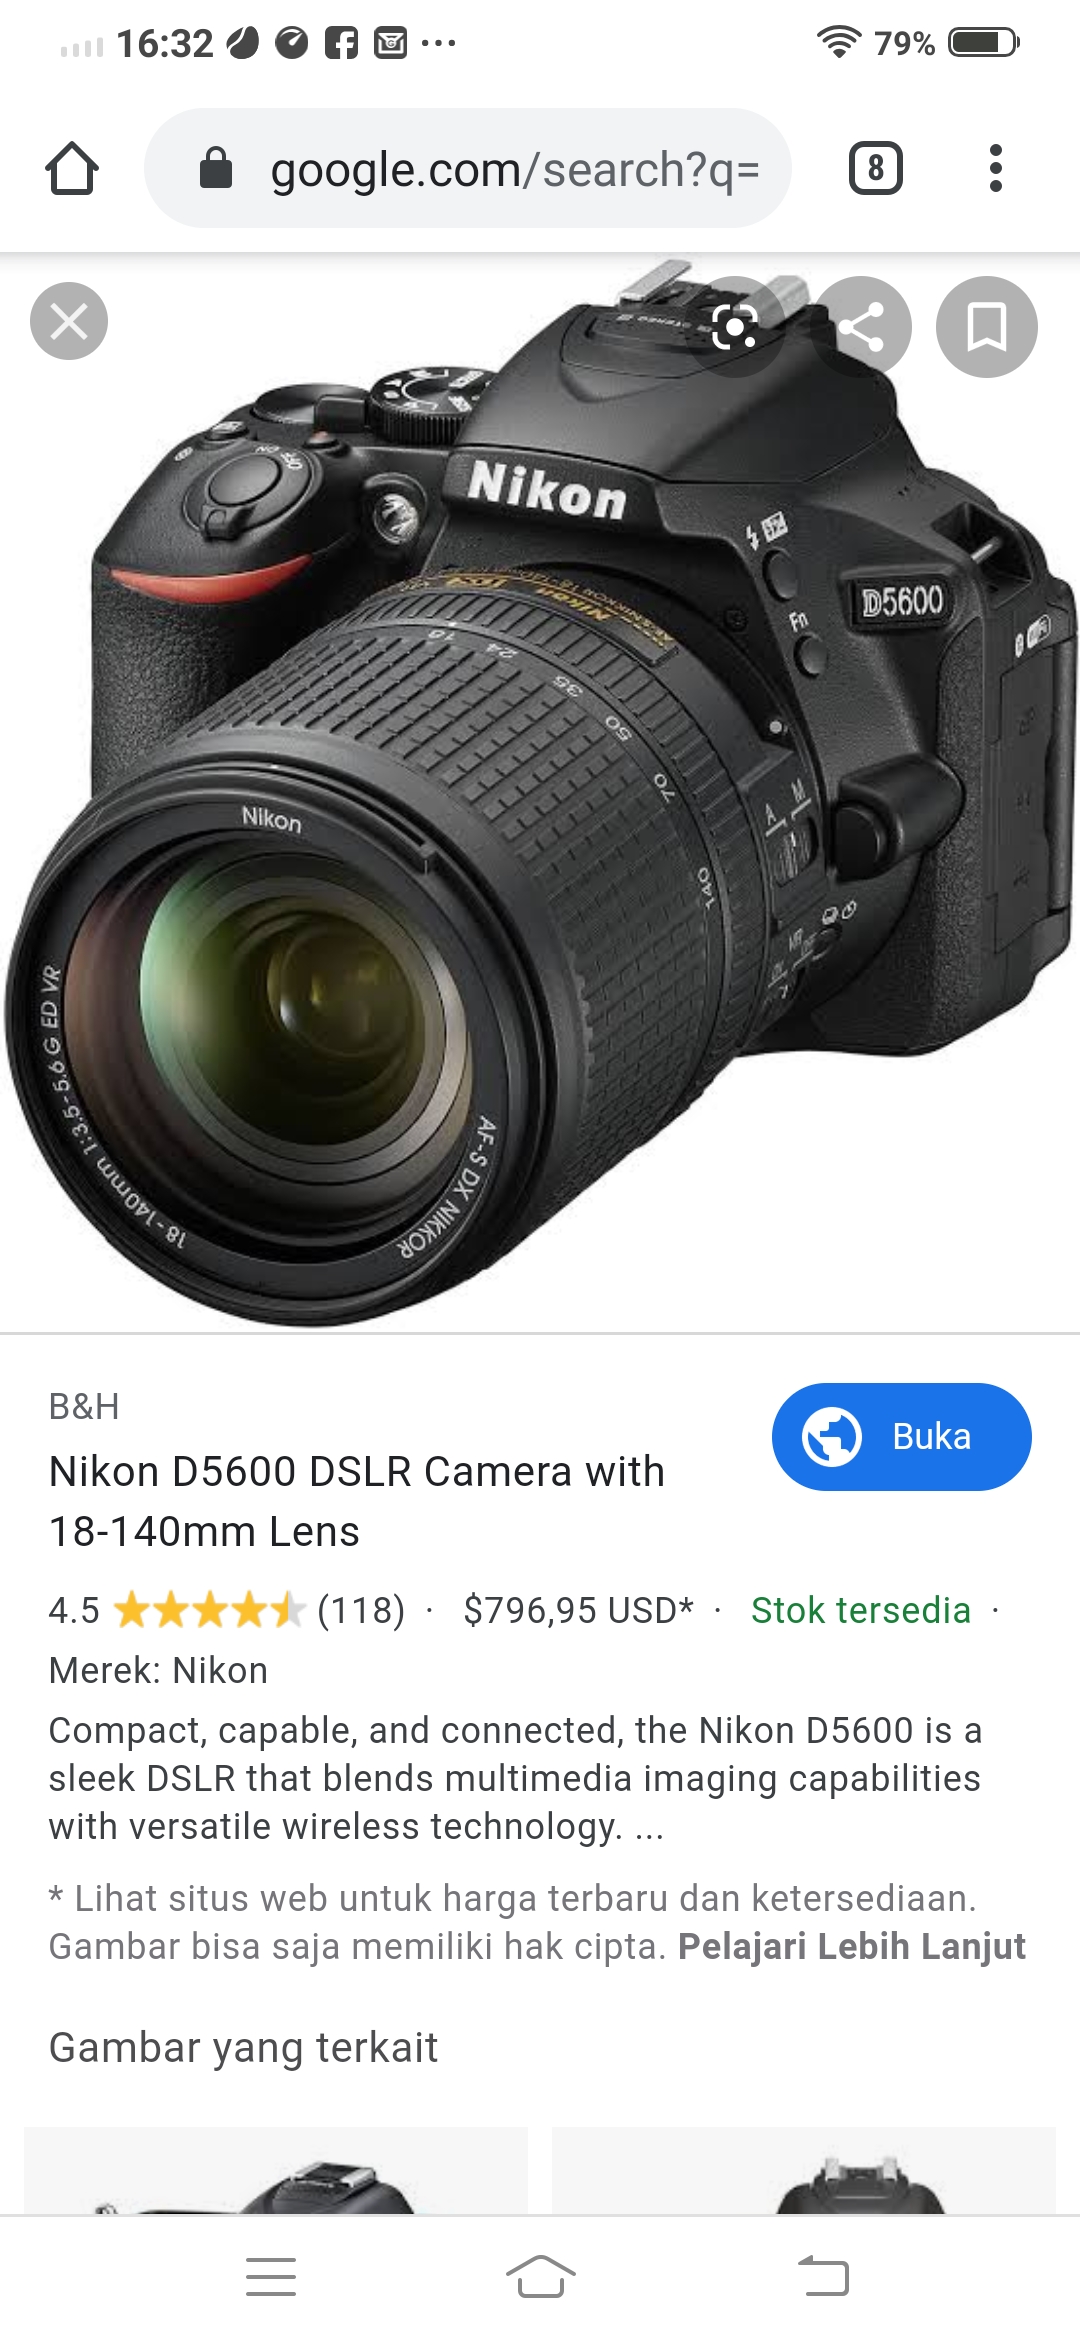 16:32
79%
google.com/search?q=
8
OFF ON
Nikon
Fn
D5600
18 24 35 50 70 140
A M
Nikon
18-140mm 1:3.5-5.6 G ED VR
AF-S DX NIKKOR
B&H
Buka
Nikon D5600 DSLR Camera with
18-140mm Lens
4.5 (118) · $796,95 USD* · Stok tersedia ·
Merek: Nikon
Compact, capable, and connected, the Nikon D5600 is a
sleek DSLR that blends multimedia imaging capabilities
with versatile wireless technology. ...
* Lihat situs web untuk harga terbaru dan ketersediaan.
Gambar bisa saja memiliki hak cipta. Pelajari Lebih Lanjut
Gambar yang terkait